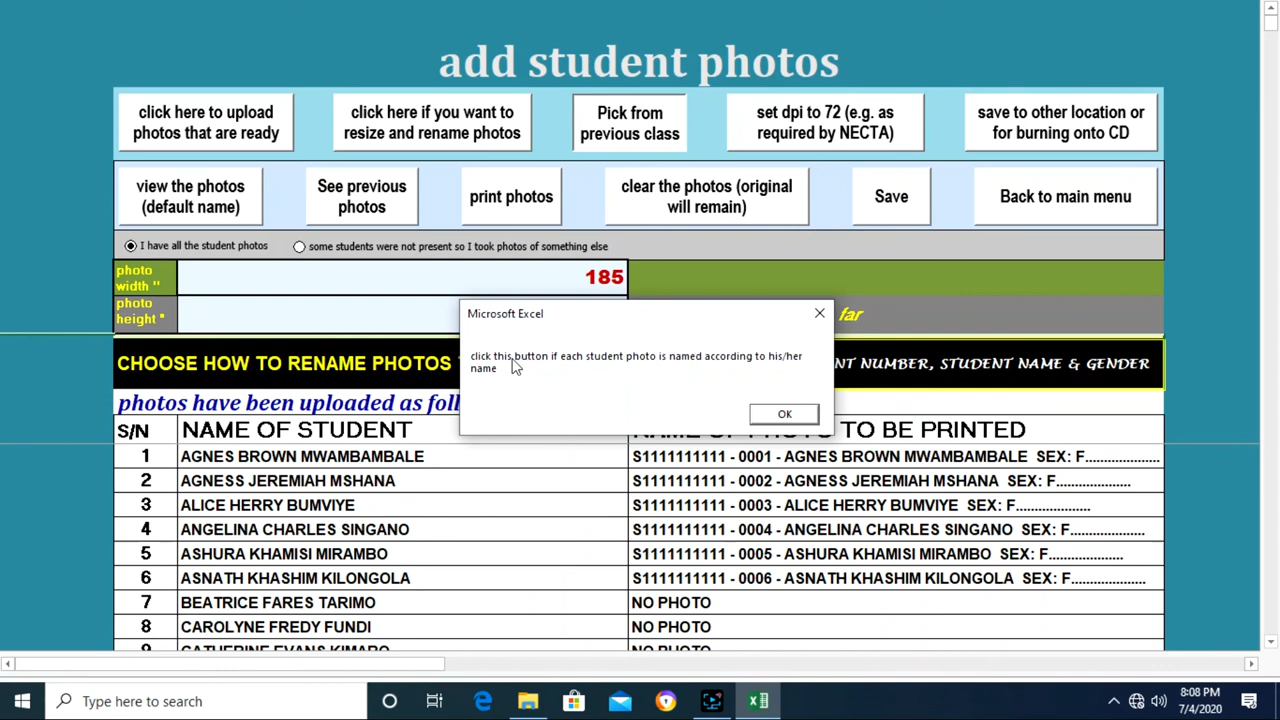 add student photos
click here to upload
photos that are ready
click here if you want to
resize and rename photos
Pick from
previous class
set dpi to 72 (e.g. as
required by NECTA)
save to other location or
for burning onto CD
view the photos
(default name)
See previous
photos
print photos
clear the photos (original
will remain)
Save
Back to main menu
I have all the student photos
some students were not present so I took photos of something else
photo
width "
185
photo
height "
far
Microsoft Excel
click this button if each student photo is named according to his/her
name
OK
CHOOSE HOW TO RENAME PHOTOS
NT NUMBER, STUDENT NAME & GENDER
photos have been uploaded as foll
S/N NAME OF STUDENT NAME OF PHOTO TO BE PRINTED
1 AGNES BROWN MWAMBAMBALE S1111111111 - 0001 - AGNES BROWN MWAMBAMBALE SEX: F....................
2 AGNESS JEREMIAH MSHANA S1111111111 - 0002 - AGNESS JEREMIAH MSHANA SEX: F....................
3 ALICE HERRY BUMVIYE S1111111111 - 0003 - ALICE HERRY BUMVIYE SEX: F....................
4 ANGELINA CHARLES SINGANO S1111111111 - 0004 - ANGELINA CHARLES SINGANO SEX: F....................
5 ASHURA KHAMISI MIRAMBO S1111111111 - 0005 - ASHURA KHAMISI MIRAMBO SEX: F....................
6 ASNATH KHASHIM KILONGOLA S1111111111 - 0006 - ASNATH KHASHIM KILONGOLA SEX: F....................
7 BEATRICE FARES TARIMO NO PHOTO
8 CAROLYNE FREDY FUNDI NO PHOTO
9 CATHERINE EVANS KIMARO NO PHOTO
Type here to search
8:08 PM
7/4/2020